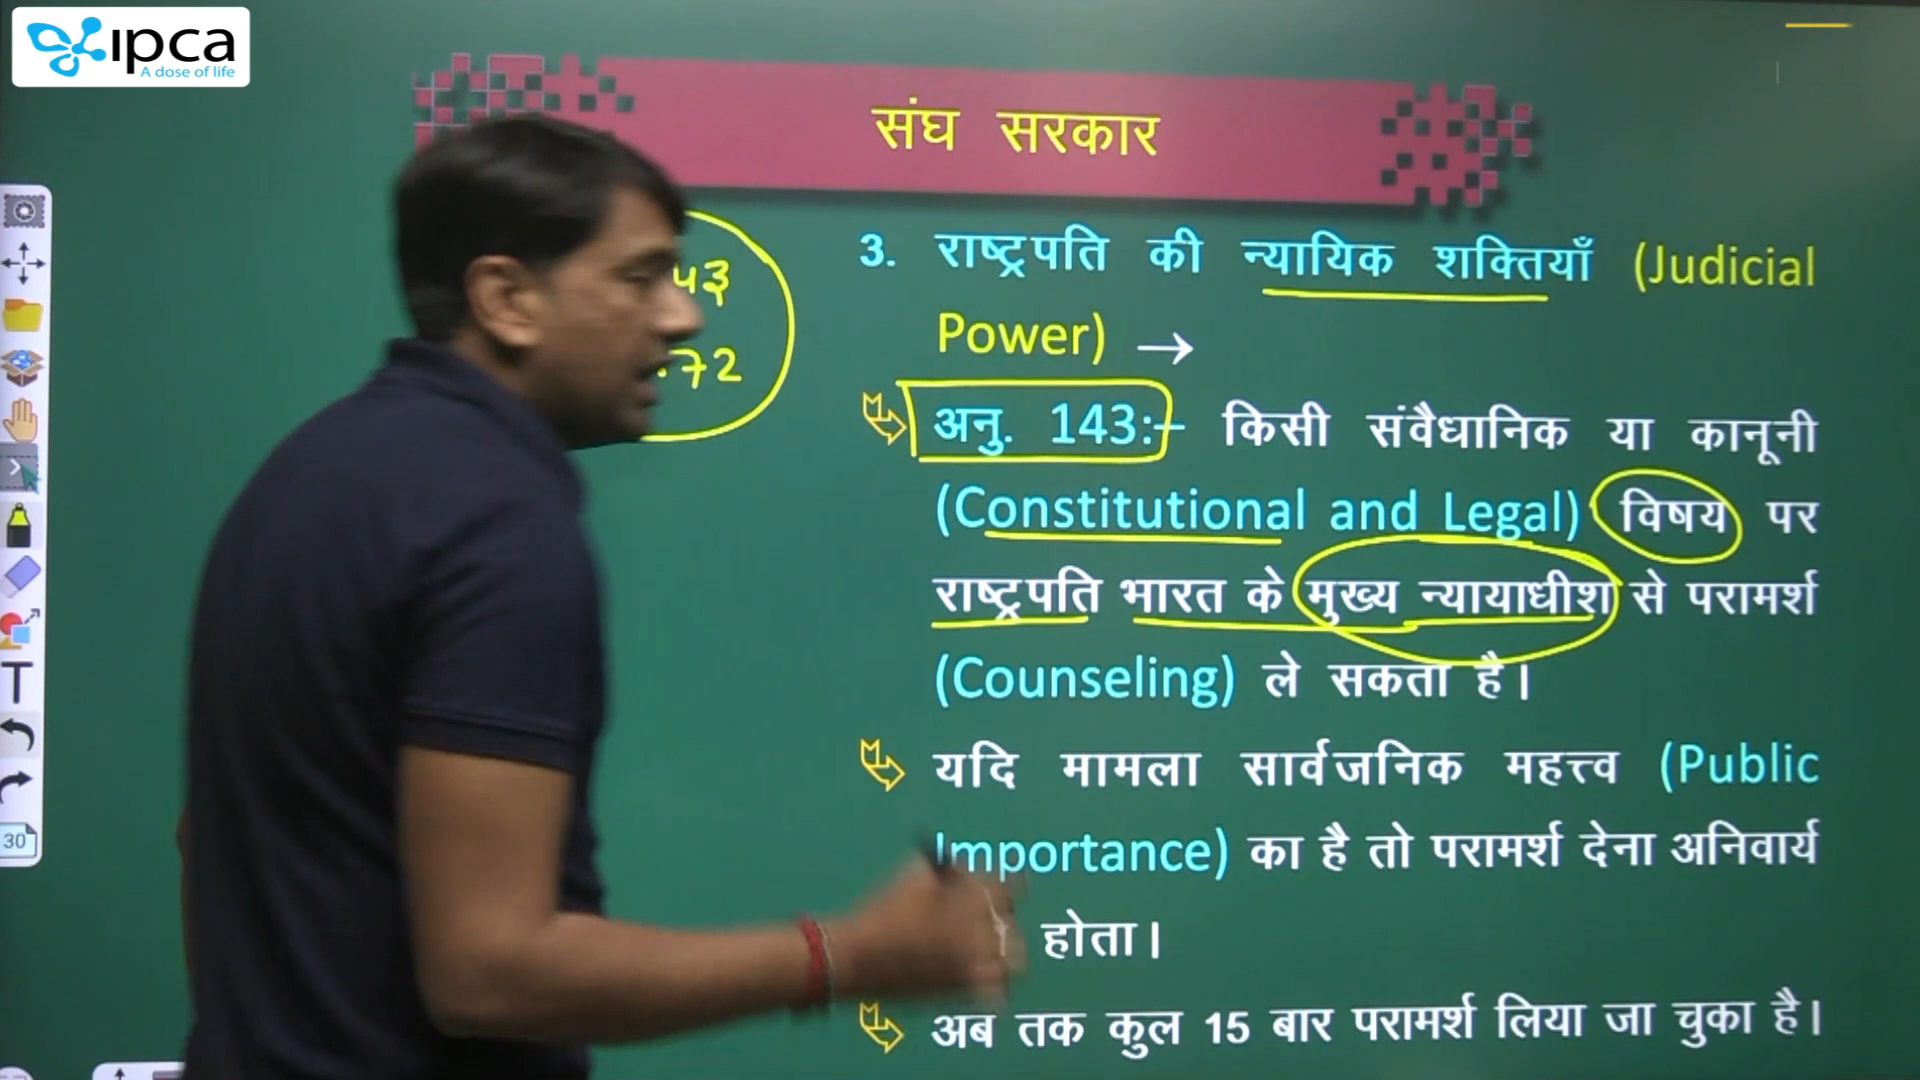 ipca
A dose of life
संघ सरकार
3. राष्ट्रपति की न्यायिक शक्तियाँ (Judicial
Power) →
अनु. 143:– किसी संवैधानिक या कानूनी
(Constitutional and Legal) विषय पर
राष्ट्रपति भारत के मुख्य न्यायाधीश से परामर्श
(Counseling) ले सकता है।
यदि मामला सार्वजनिक महत्त्व (Public
Importance) का है तो परामर्श देना अनिवार्य
होता।
अब तक कुल 15 बार परामर्श लिया जा चुका है।
72
T
30